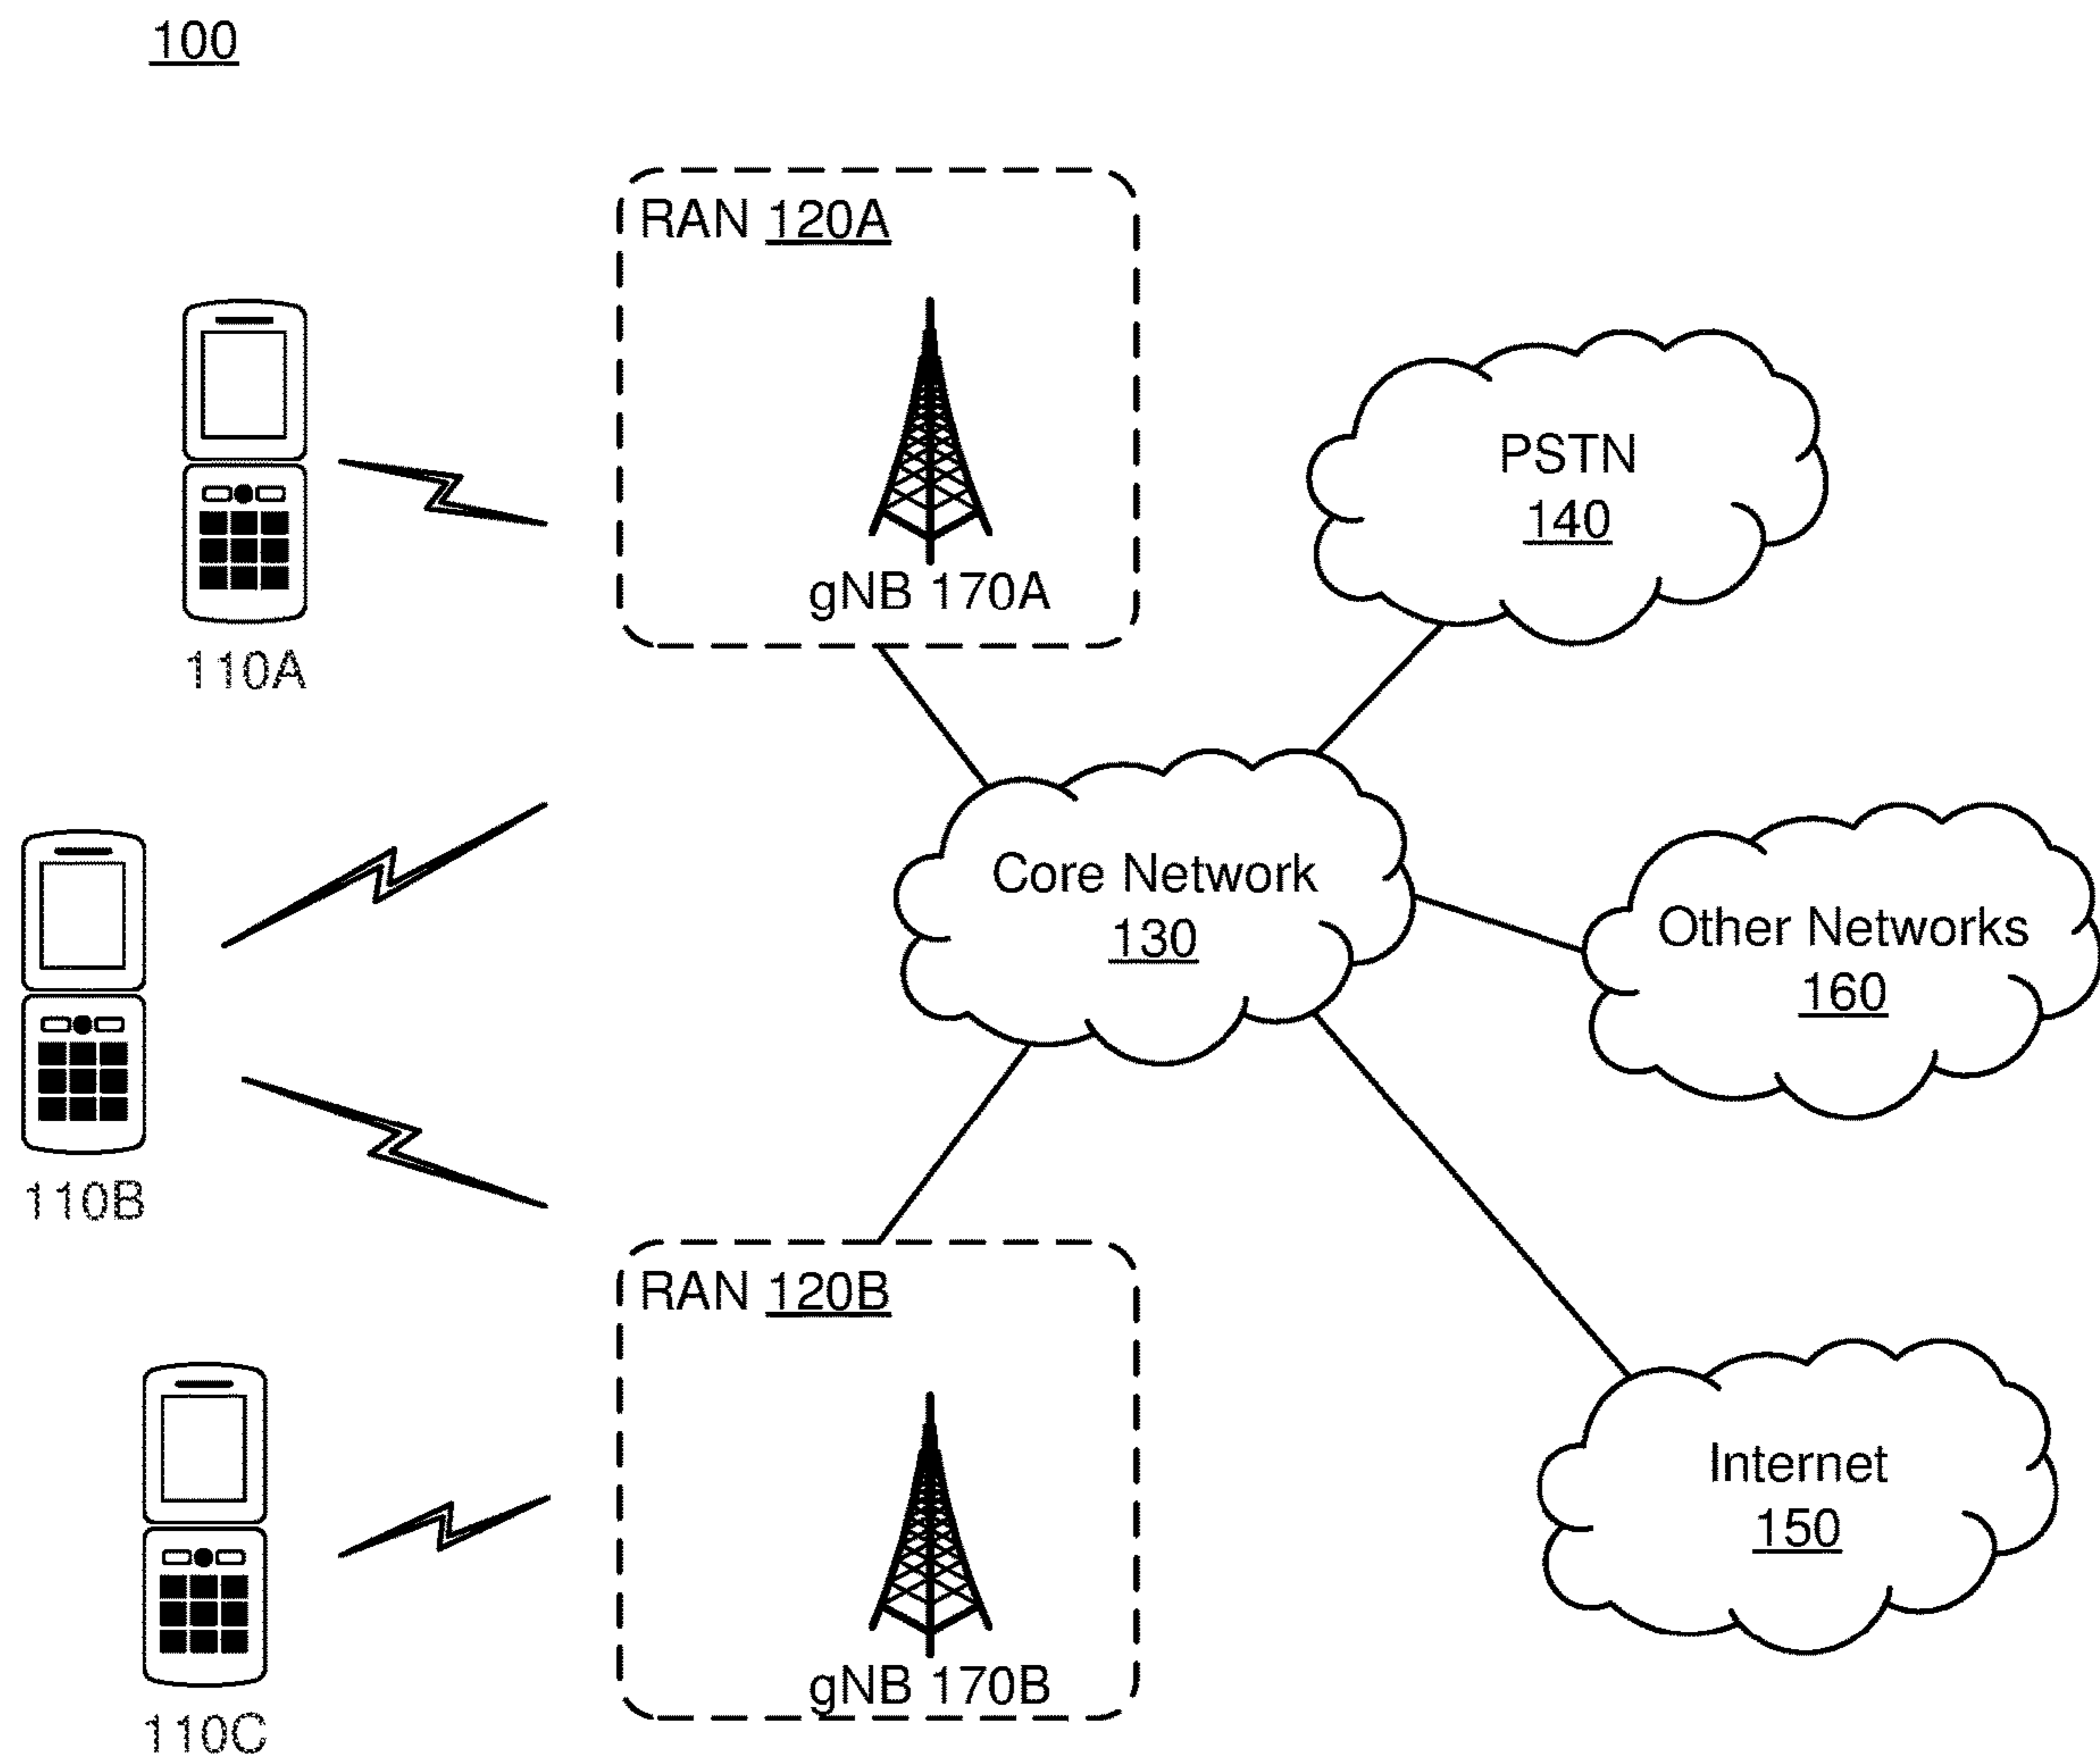 100
RAN 120A
gNB 170A
110A
PSTN
140
Core Network
130
Other Networks
160
110B
RAN 120B
gNB 170B
Internet
150
110C